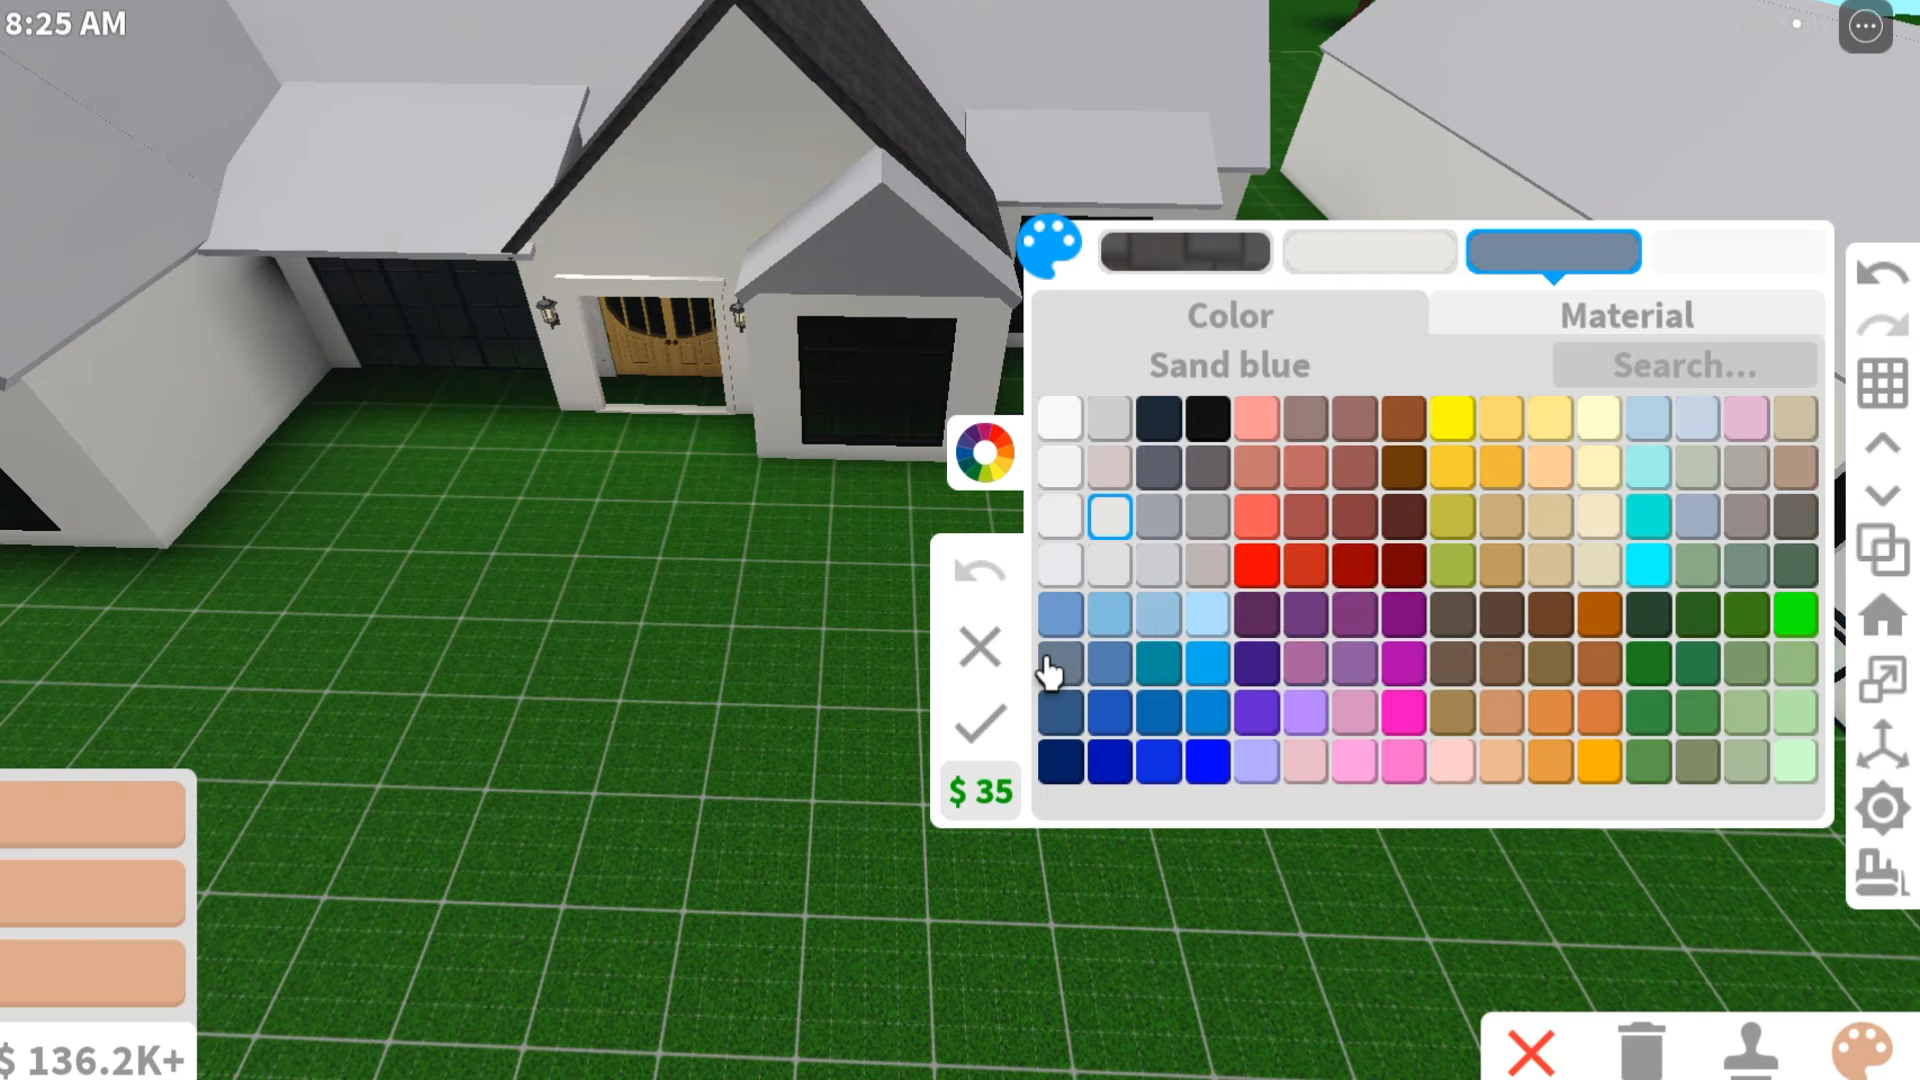 8:25 AM
Color
Material
Sand blue
Search...
$ 35
$ 136.2K+